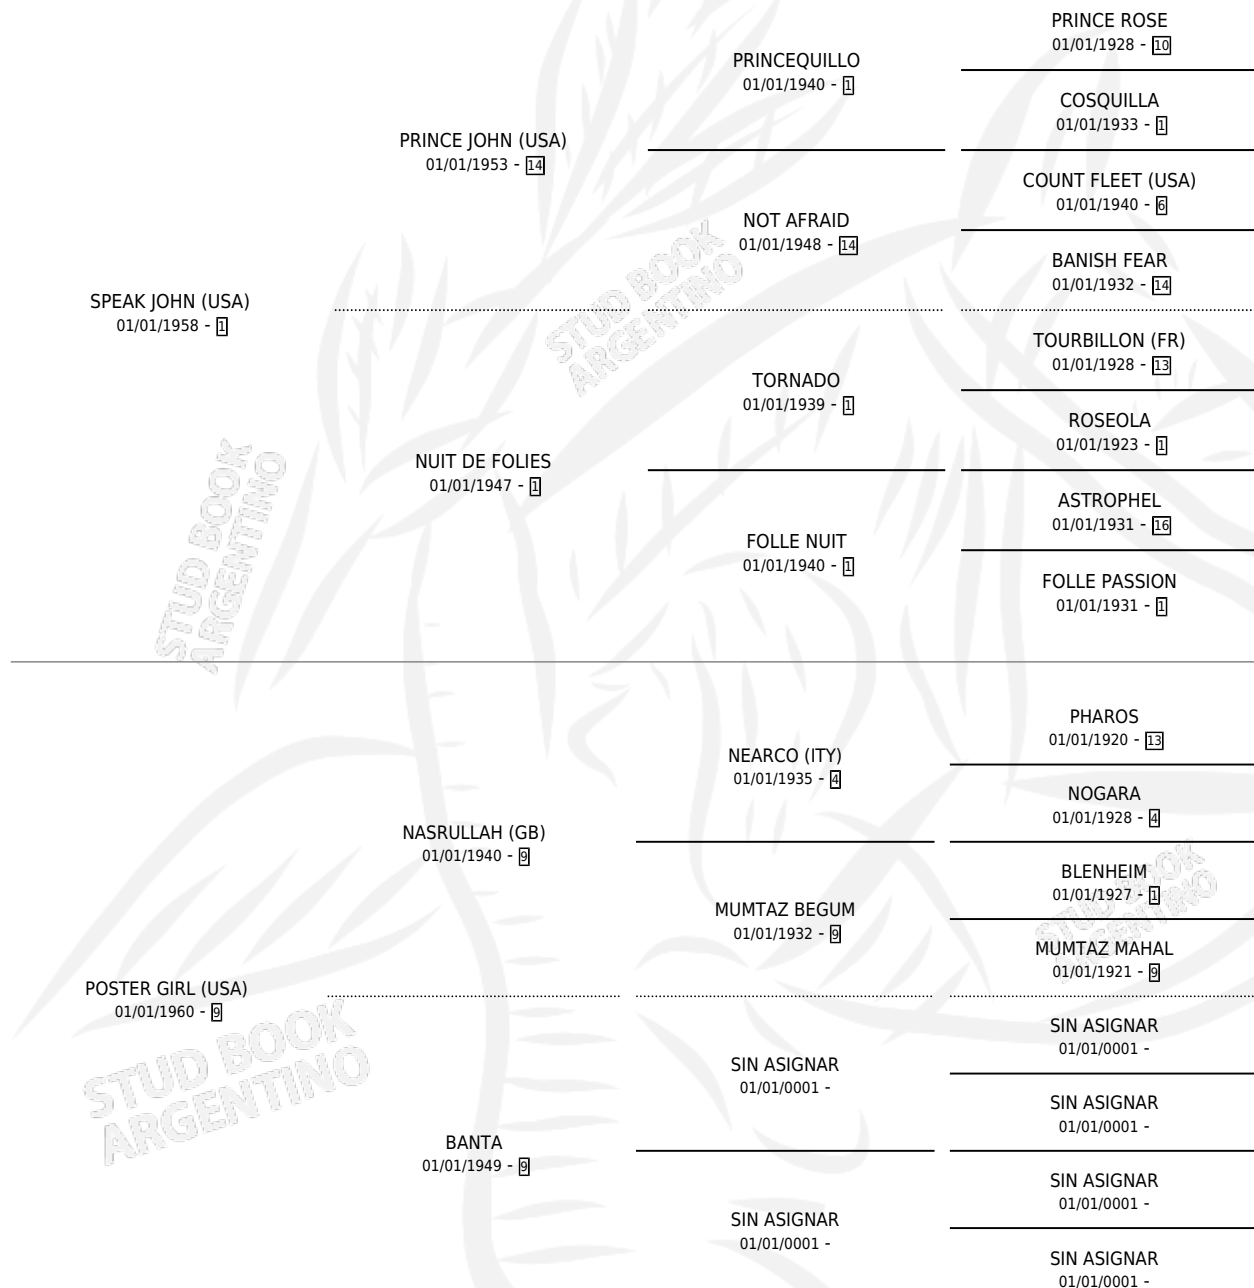 PRINCE ROSE
01/01/1928 - 10
PRINCEQUILLO
01/01/1940 - 1
COSQUILLA
01/01/1933 - 1
PRINCE JOHN (USA)
01/01/1953 - 14
COUNT FLEET (USA)
01/01/1940 - 6
NOT AFRAID
01/01/1948 - 14
BANISH FEAR
01/01/1932 - 14
SPEAK JOHN (USA)
01/01/1958 - 1
TOURBILLON (FR)
01/01/1928 - 13
TORNADO
01/01/1939 - 1
ROSEOLA
01/01/1923 - 1
NUIT DE FOLIES
01/01/1947 - 1
ASTROPHEL
01/01/1931 - 16
FOLLE NUIT
01/01/1940 - 1
FOLLE PASSION
01/01/1931 - 1
PHAROS
01/01/1920 - 13
NEARCO (ITY)
01/01/1935 - 4
NOGARA
01/01/1928 - 4
NASRULLAH (GB)
01/01/1940 - 9
BLENHEIM
01/01/1927 - 1
MUMTAZ BEGUM
01/01/1932 - 9
MUMTAZ MAHAL
01/01/1921 - 9
POSTER GIRL (USA)
01/01/1960 - 9
SIN ASIGNAR
01/01/0001 -
SIN ASIGNAR
01/01/0001 -
SIN ASIGNAR
01/01/0001 -
BANTA
01/01/1949 - 9
SIN ASIGNAR
01/01/0001 -
SIN ASIGNAR
01/01/0001 -
SIN ASIGNAR
01/01/0001 -
STUD BOOK
ARGENTINO
STUD BOOK
ARGENTINO
STUD BOOK
ARGENTINO
STUD BOOK
ARGENTINO